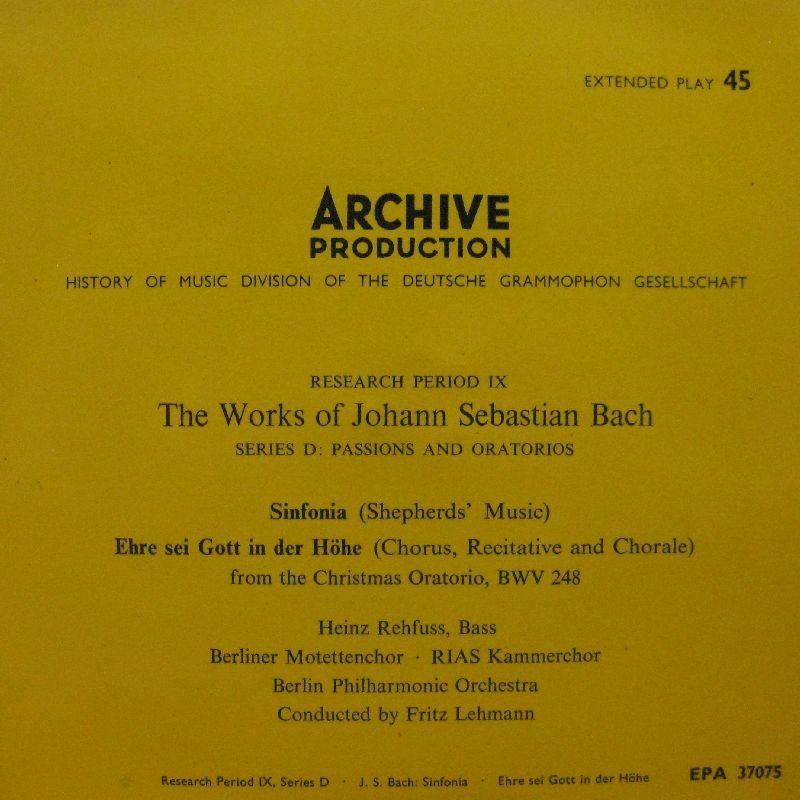 EXTENDED PLAY 45
ARCHIVE
PRODUCTION
HISTORY OF MUSIC DIVISION OF THE DEUTSCHE GRAMMOPHON GESELLSCHAFT
RESEARCH PERIOD IX
The Works of Johann Sebastian Bach
SERIES D: PASSIONS AND ORATORIOS
Sinfonia (Shepherds' Music)
Ehre sei Gott in der Höhe (Chorus, Recitative and Chorale)
from the Christmas Oratorio, BWV 248
Heinz Rehfuss, Bass
Berliner Motettenchor · RIAS Kammerchor
Berlin Philharmonic Orchestra
Conducted by Fritz Lehmann
Research Period IX, Series D · J. S. Bach: Sinfonia · Ehre sei Gott in der Höhe EPA 37075